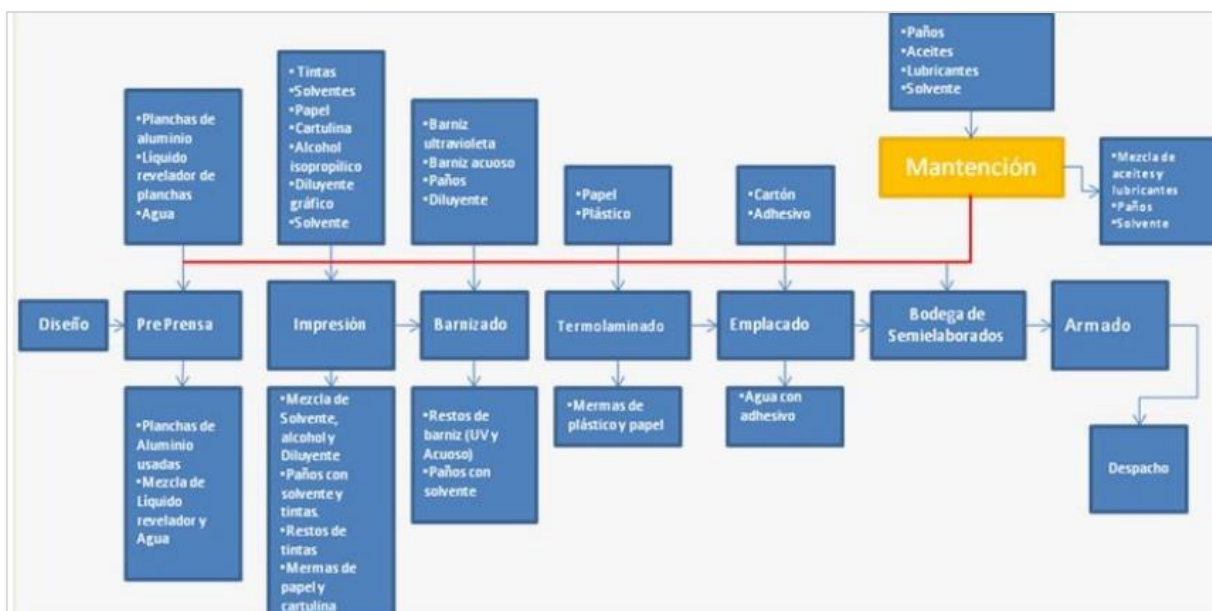 •Paños
•Aceites
•Lubricantes
•Solvente
•Tintas
•Solventes
•Papel
•Cartulina
•Alcohol
isopropílico
•Diluyente
gráfico
•Solvente
•Planchas de
aluminio
•Líquido
revelador de
planchas
•Agua
•Barniz
ultravioleta
•Barniz acuoso
•Paños
•Diluyente
•Papel
•Plástico
•Cartón
•Adhesivo
Mantención
•Mezcla de
aceites y
lubricantes
•Paños
•Solvente
Diseño
Pre Prensa
Impresión
Barnizado
Termolaminado
Emplacado
Bodega de
Semielaborados
Armado
•Planchas de
Aluminio
usadas
•Mezcla de
Líquido
revelador y
Agua
•Mezcla de
Solvente,
alcohol y
Diluyente
•Paños con
solvente y
tintas.
•Restos de
tintas
•Mermas de
papel y
cartulina
•Restos de
barniz (UV y
Acuoso)
•Paños con
solvente
•Mermas de
plástico y papel
•Agua con
adhesivo
Despacho